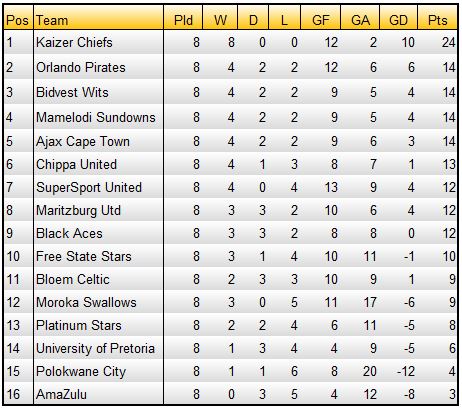 Pos Team Pld W D L GF GA GD Pts
1 Kaizer Chiefs 8 8 0 0 12 2 10 24
2 Orlando Pirates 8 4 2 2 12 6 6 14
3 Bidvest Wits 8 4 2 2 9 5 4 14
4 Mamelodi Sundowns 8 4 2 2 9 5 4 14
5 Ajax Cape Town 8 4 2 2 9 6 3 14
6 Chippa United 8 4 1 3 8 7 1 13
7 SuperSport United 8 4 0 4 13 9 4 12
8 Maritzburg Utd 8 3 3 2 10 6 4 12
9 Black Aces 8 3 3 2 8 8 0 12
10 Free State Stars 8 3 1 4 10 11 -1 10
11 Bloem Celtic 8 2 3 3 10 9 1 9
12 Moroka Swallows 8 3 0 5 11 17 -6 9
13 Platinum Stars 8 2 2 4 6 11 -5 8
14 University of Pretoria 8 1 3 4 4 9 -5 6
15 Polokwane City 8 1 1 6 8 20 -12 4
16 AmaZulu 8 0 3 5 4 12 -8 3